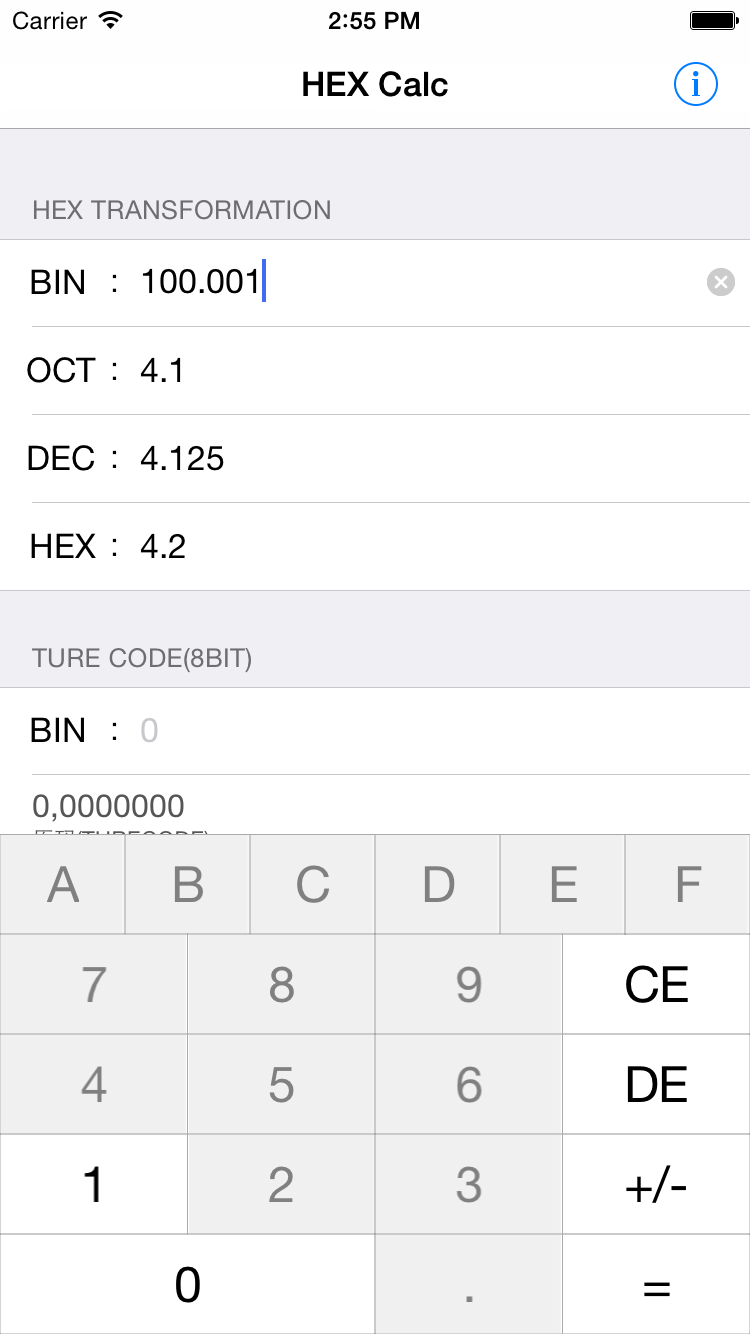 Carrier 2:55 PM
HEX Calc
HEX TRANSFORMATION
BIN : 100.001
OCT : 4.1
DEC : 4.125
HEX : 4.2
TURE CODE(8BIT)
BIN : 0
0,0000000
A B C D E F
7 8 9 CE
4 5 6 DE
1 2 3 +/-
0 . =